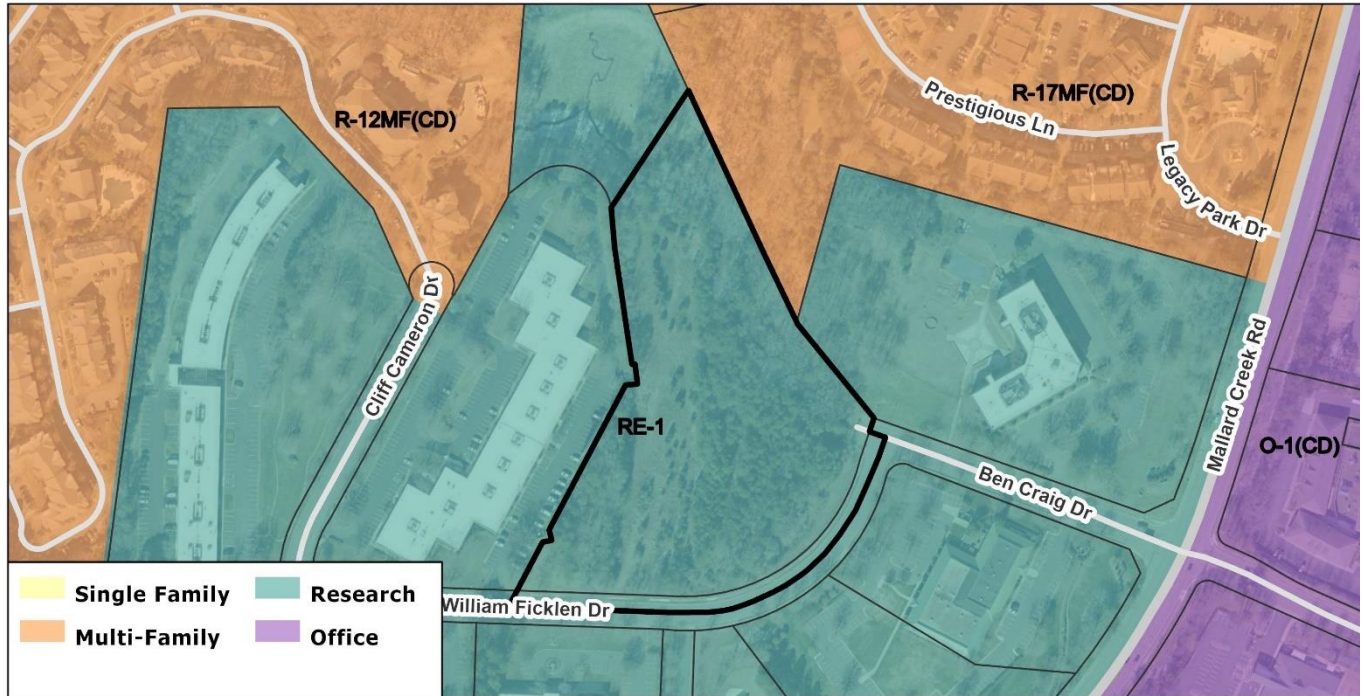 R-12MF(CD)
R-17MF(CD)
Prestigious Ln
Legacy Park Dr
Cliff Cameron Dr
Mallard Creek Rd
RE-1
O-1(CD)
Ben Craig Dr
William Ficklen Dr
Single Family
Research
Multi-Family
Office